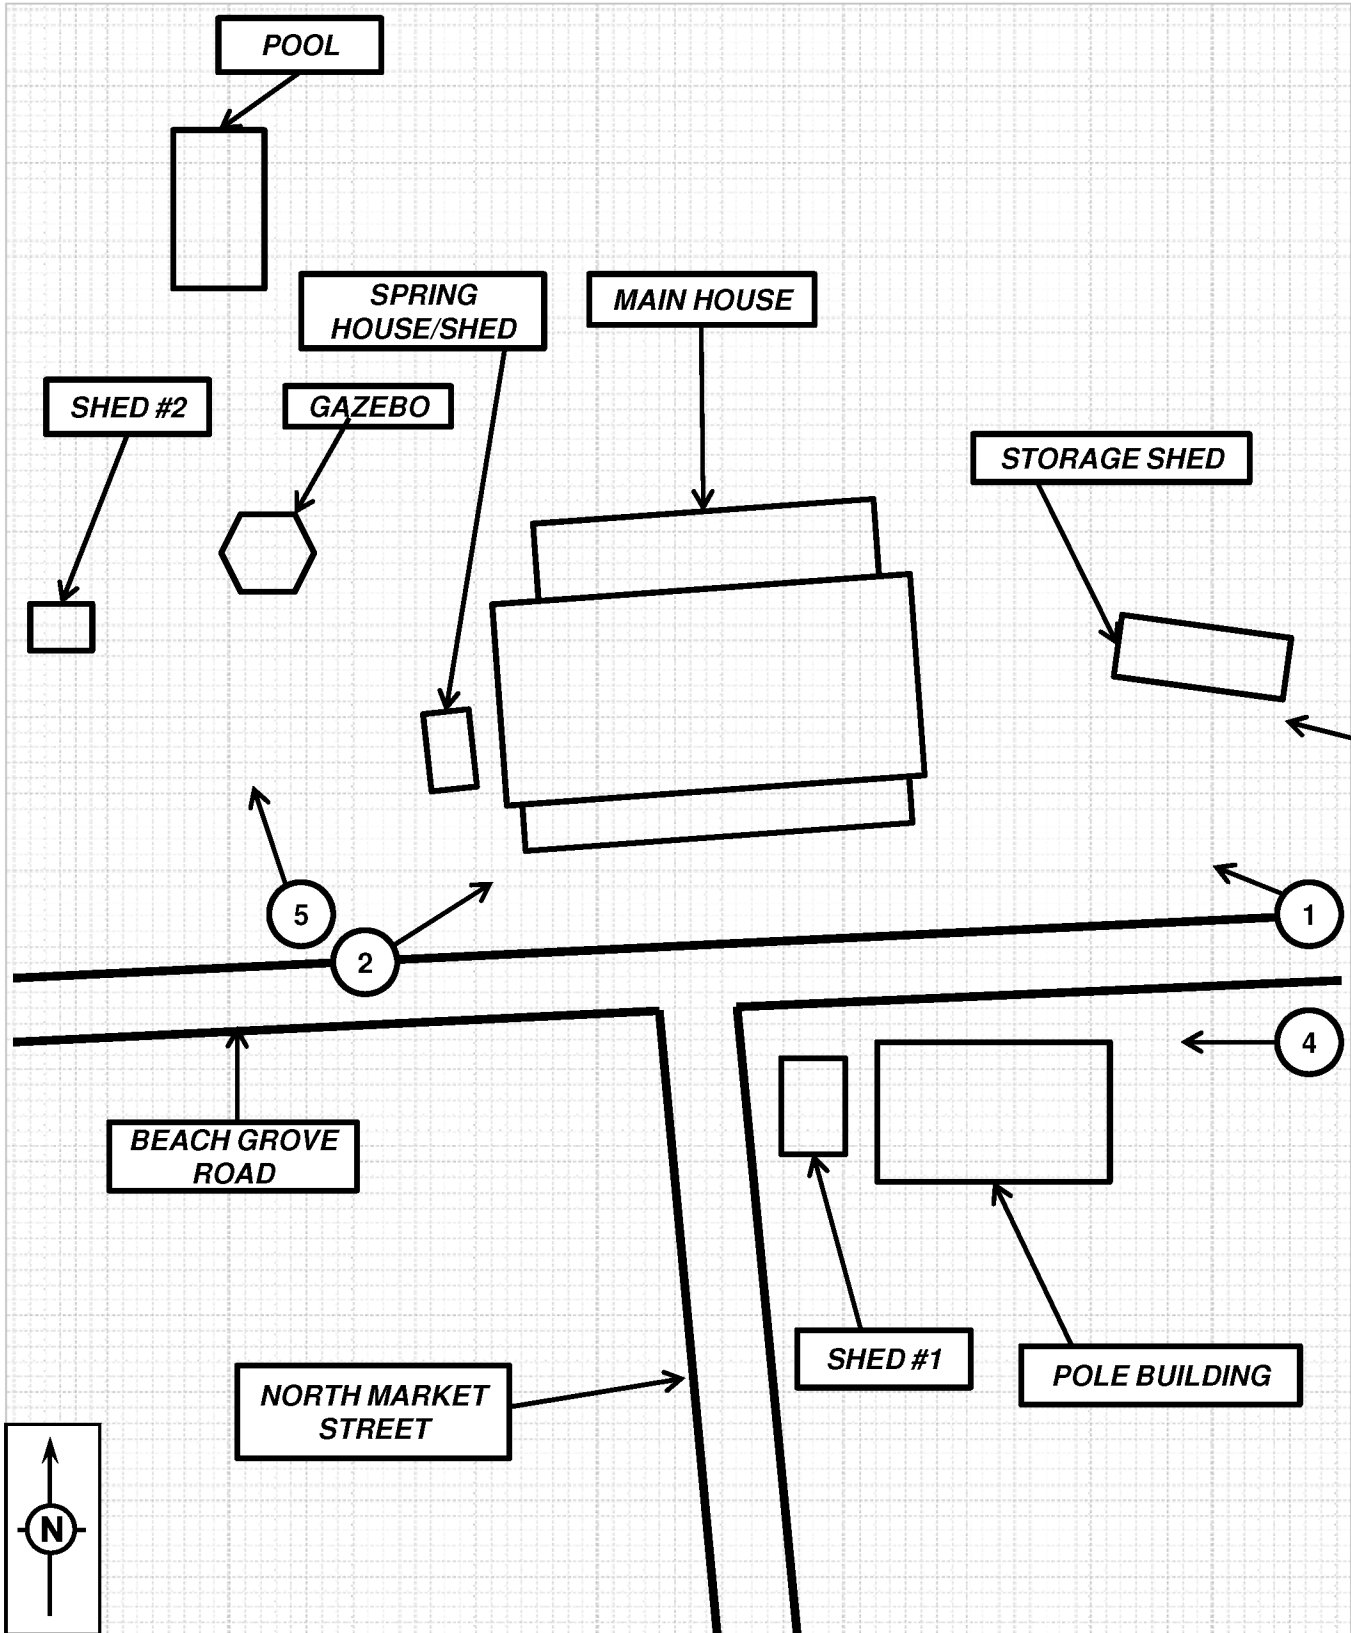 POOL
SPRING
HOUSE/SHED
MAIN HOUSE
SHED #2
GAZEBO
STORAGE SHED
5
2
1
4
BEACH GROVE
ROAD
SHED #1
POLE BUILDING
NORTH MARKET
STREET
N